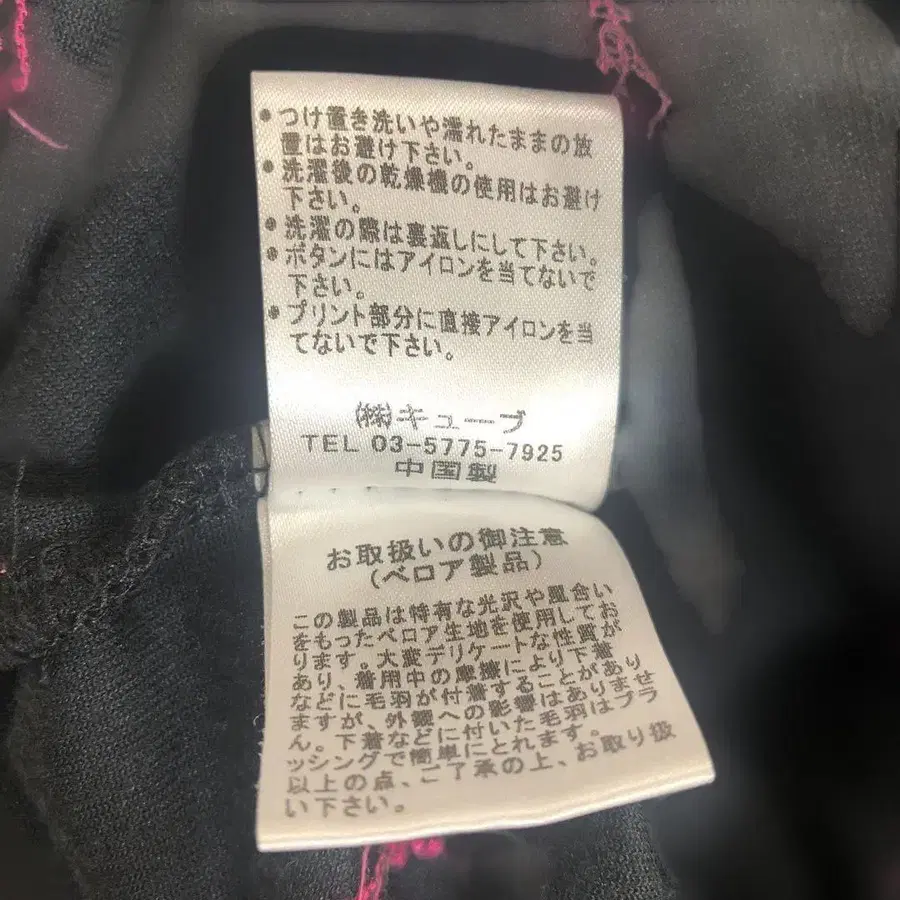 •つけ置き洗いや濡れたままの放
置はお避け下さい。
•洗濯後の乾燥機の使用はお避け
下さい。
•洗濯の際は裏返しにして下さい。
•ボタンにはアイロンを当てないで
下さい。
•プリント部分に直接アイロンを当
てないで下さい。
㈱キューブ
TEL 03-5775-7925
中国製
お取扱いの御注意
(ベロア製品)
この製品は特有な光沢や風合い
をもったベロア生地を使用してお
ります。大変デリケートな性質が
あり、着用中の摩擦により下着
などに毛羽が付着することがあり
ますが、外観への影響はありませ
ん。下着などに付いた毛羽はブラ
ッシングで簡単にとれます。
以上の点、ご了承の上、お取り扱
い下さい。